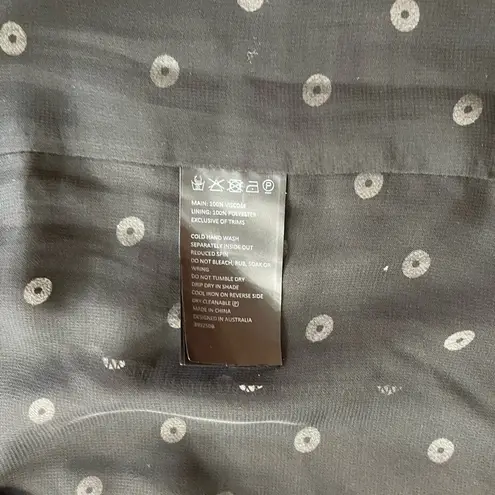 MAIN: 100% VISCOSE
LINING: 100% POLYESTER
EXCLUSIVE OF TRIMS
COLD HAND WASH
SEPARATELY INSIDE OUT
REDUCED SPIN
DO NOT BLEACH, RUB, SOAK OR
WRING
DO NOT TUMBLE DRY
DRIP DRY IN SHADE
COOL IRON ON REVERSE SIDE
DRY CLEANABLE (P)
MADE IN CHINA
DESIGNED IN AUSTRALIA